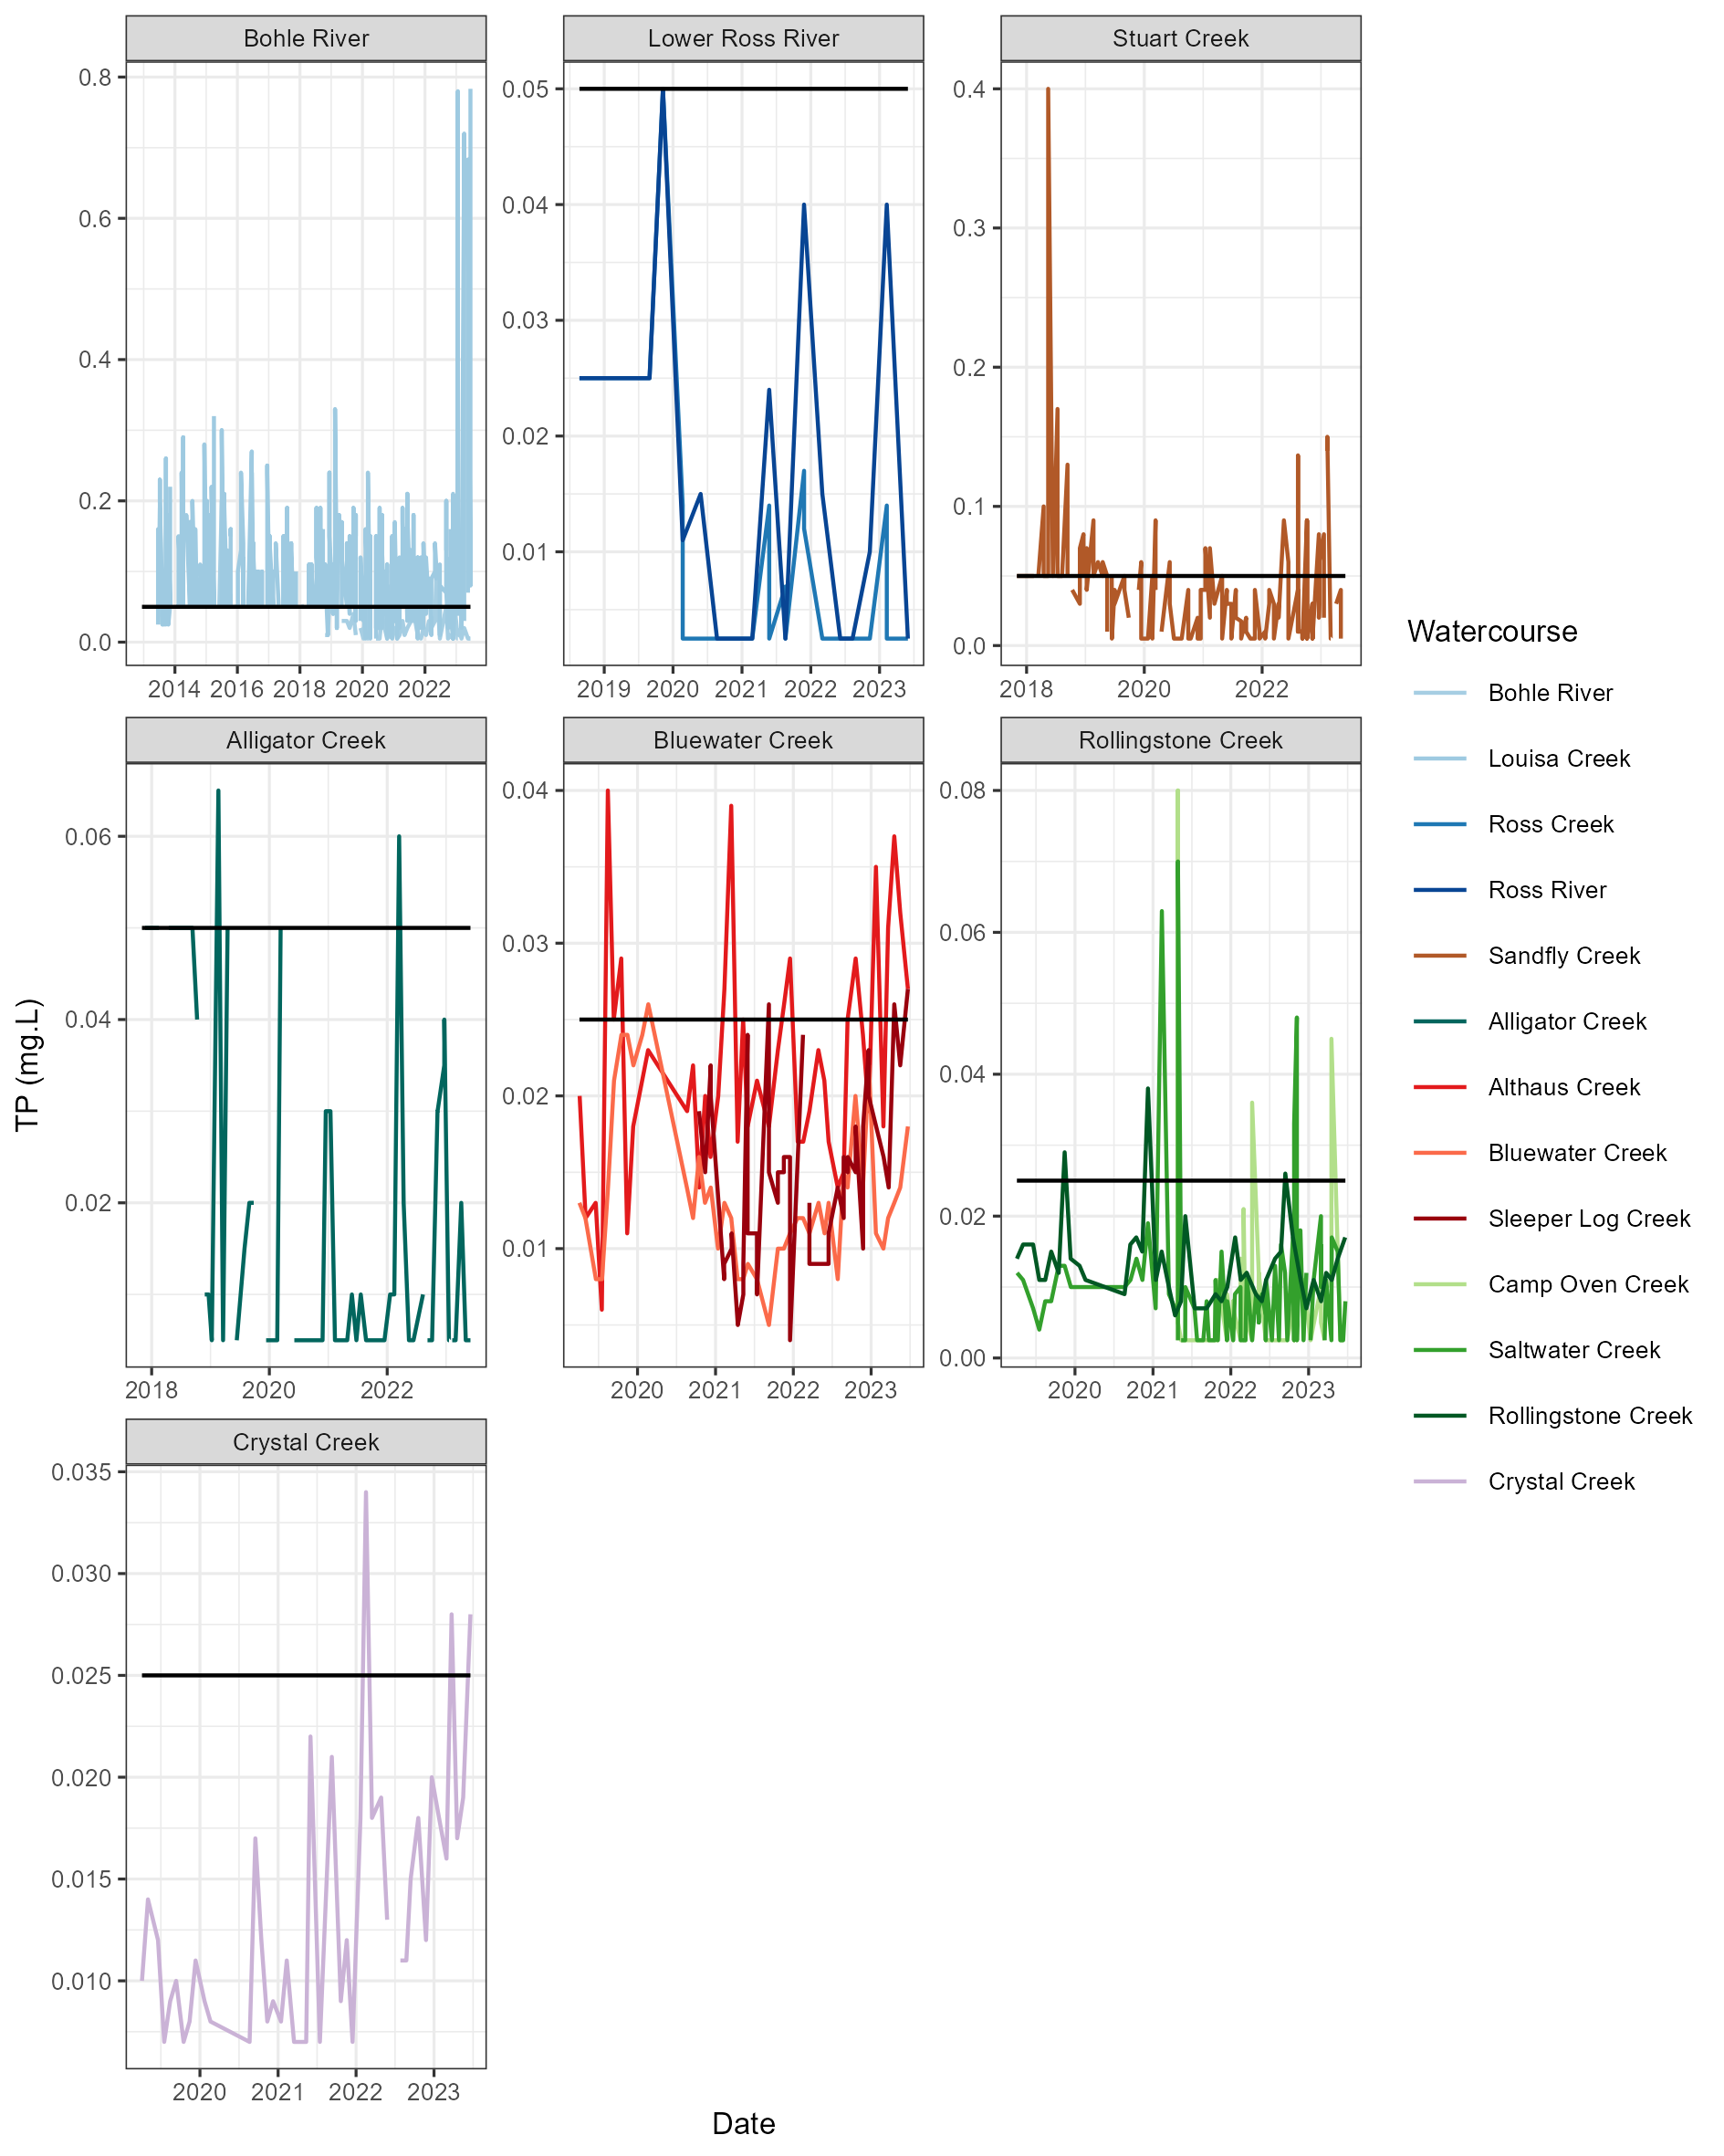 Bohle River
Lower Ross River
Stuart Creek
0.8
0.6
0.4
0.2
0.0
2014 2016 2018 2020 2022
0.05
0.04
0.03
0.02
0.01
2019 2020 2021 2022 2023
0.4
0.3
0.2
0.1
0.0
2018 2020 2022
Alligator Creek
Bluewater Creek
Rollingstone Creek
0.06
0.04
0.02
2018 2020 2022
0.04
0.03
0.02
0.01
2020 2021 2022 2023
0.08
0.06
0.04
0.02
0.00
2020 2021 2022 2023
Crystal Creek
0.035
0.030
0.025
0.020
0.015
0.010
2020 2021 2022 2023
TP (mg.L)
Date
Watercourse
Bohle River
Louisa Creek
Ross Creek
Ross River
Sandfly Creek
Alligator Creek
Althaus Creek
Bluewater Creek
Sleeper Log Creek
Camp Oven Creek
Saltwater Creek
Rollingstone Creek
Crystal Creek